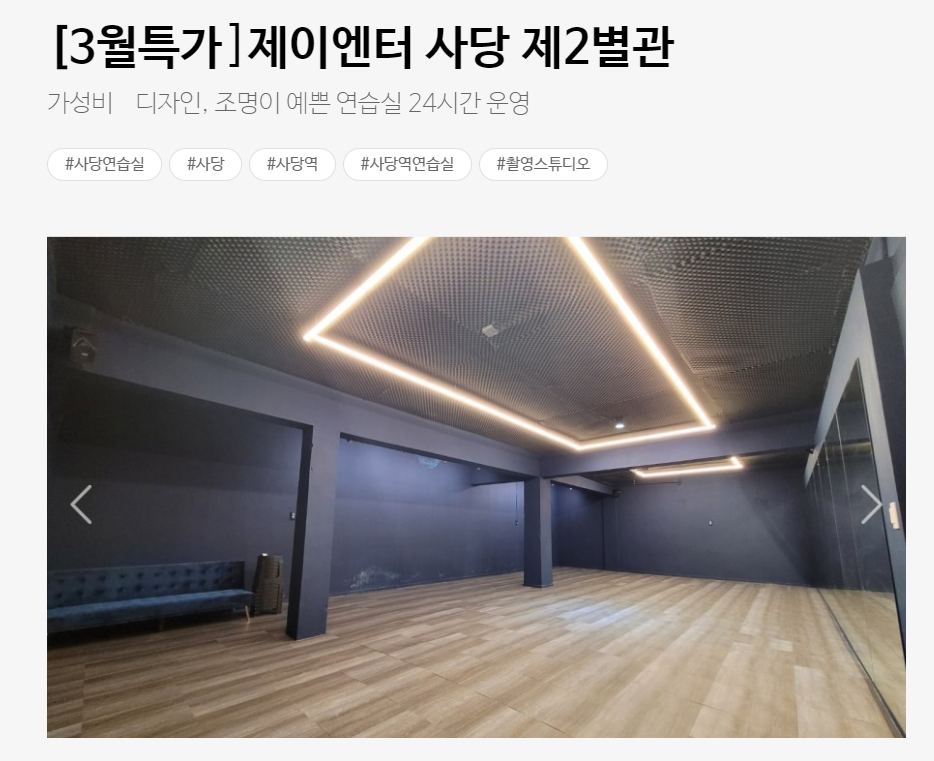 [3월특가]제이엔터 사당 제2별관
가성비 디자인, 조명이 예쁜 연습실 24시간 운영
#사당연습실 #사당 #사당역 #사당역연습실 #촬영스튜디오